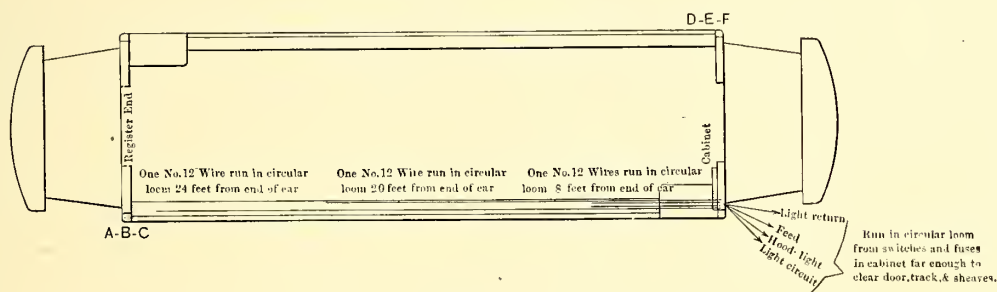 D-E-F
Register End
Cabinet
One No.12 Wire run in circular
loom 24 feet from end of car
One No.12 Wire run in circular
loom 20 feet from end of car
One No.12 Wires run in circular
loom 8 feet from end of car
A-B-C
Light return
Feed
Hood-light
Light circuit
Run in circular loom
from switches and fuses
in cabinet far enough to
clear door, track, & sheaves.